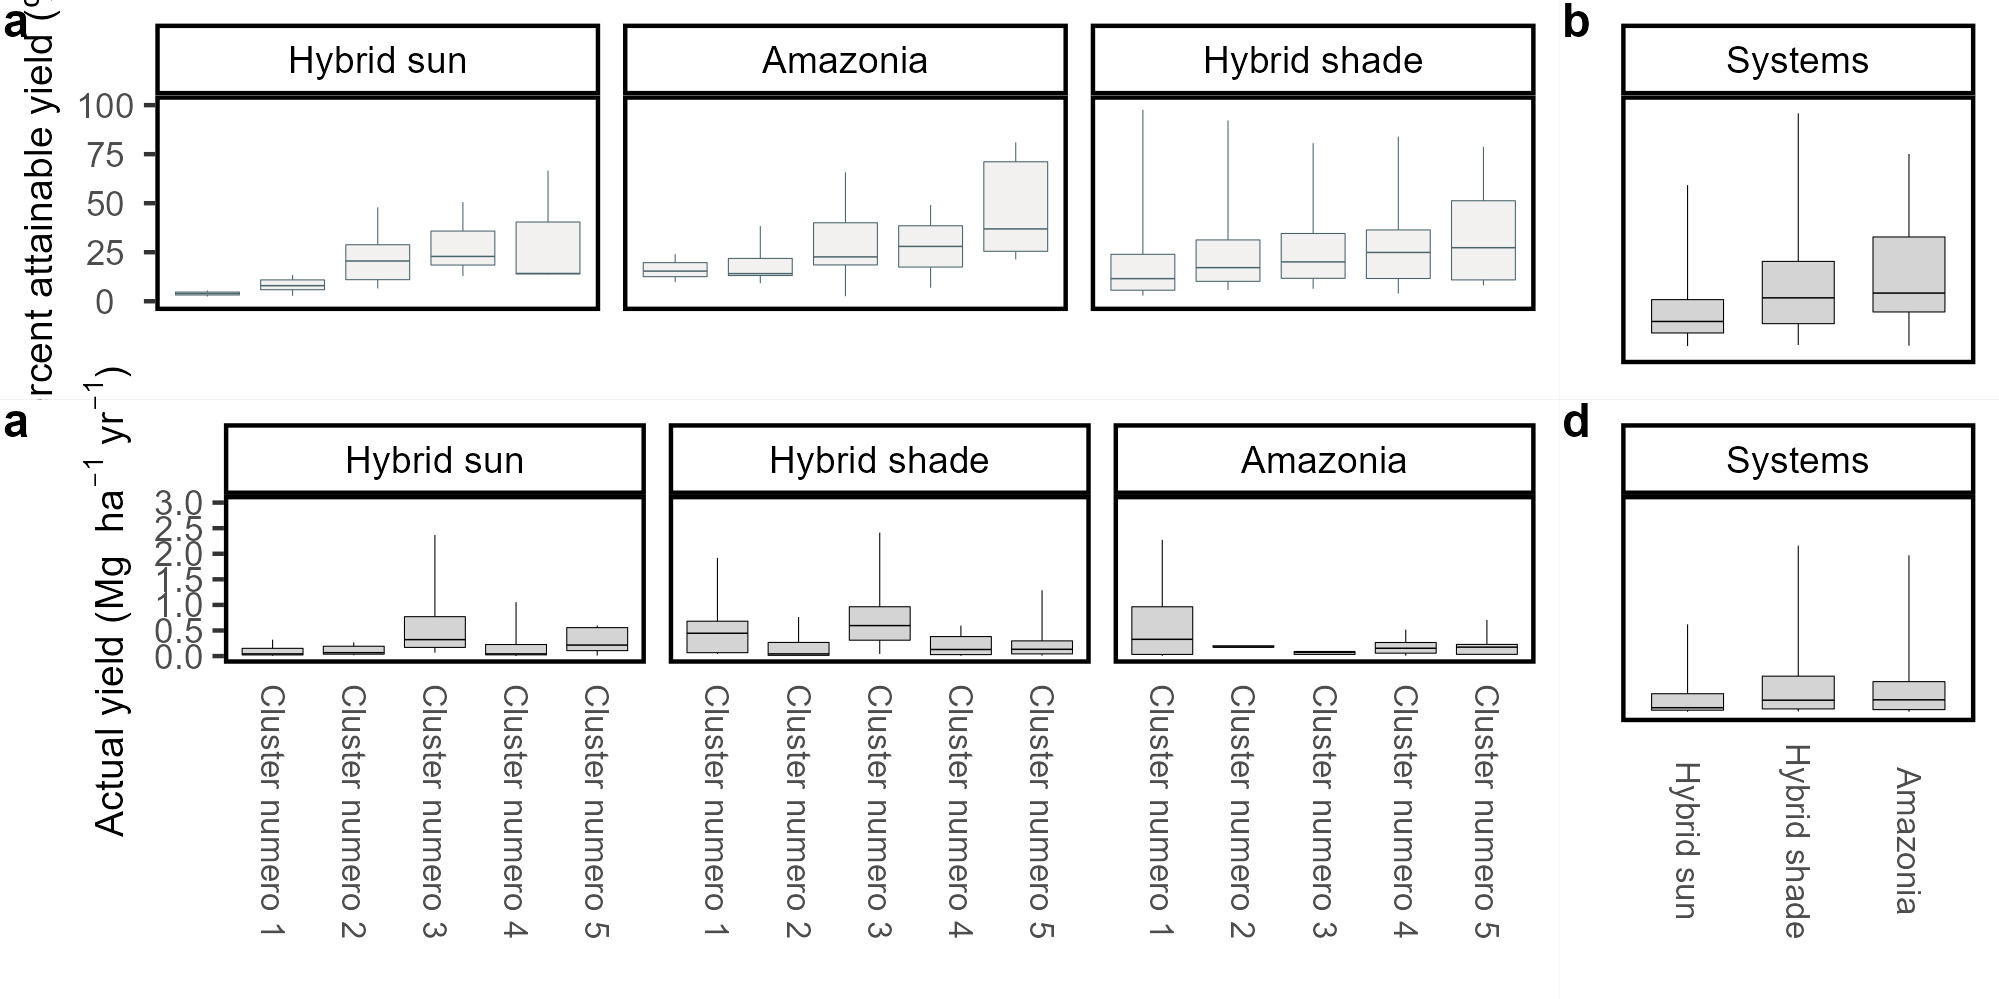 a
rcent attainable yield (
Hybrid sun
Amazonia
Hybrid shade
100
75
50
25
0
b
Systems
a
Actual yield (Mg ha⁻¹ yr⁻¹)
Hybrid sun
Hybrid shade
Amazonia
3.0
2.5
2.0
1.5
1.0
0.5
0.0
Cluster numero 1
Cluster numero 2
Cluster numero 3
Cluster numero 4
Cluster numero 5
Cluster numero 1
Cluster numero 2
Cluster numero 3
Cluster numero 4
Cluster numero 5
Cluster numero 1
Cluster numero 2
Cluster numero 3
Cluster numero 4
Cluster numero 5
d
Systems
Hybrid sun
Hybrid shade
Amazonia